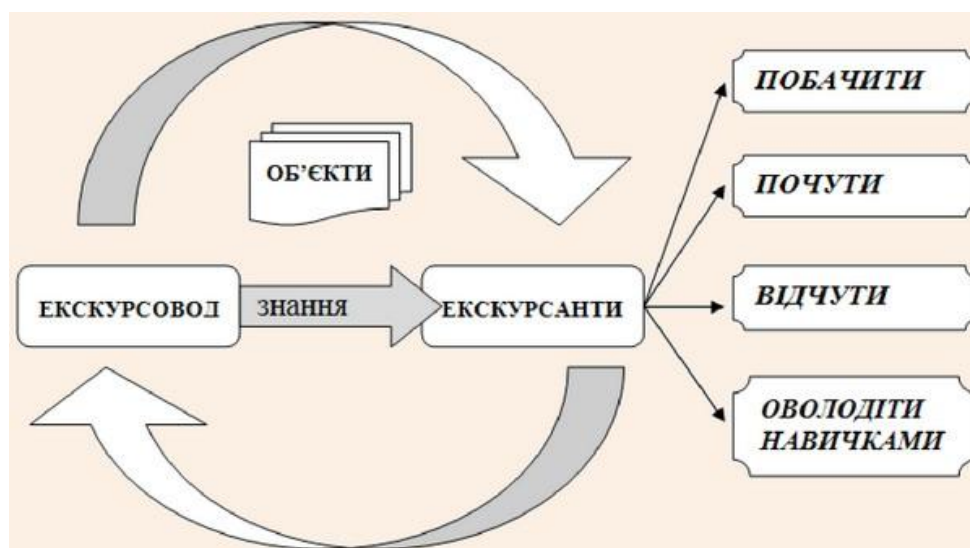 ОБ’ЄКТИ
ЕКСКУРСОВОД
знання
ЕКСКУРСАНТИ
ПОБАЧИТИ
ПОЧУТИ
ВІДЧУТИ
ОВОЛОДІТИ
НАВИЧКАМИ